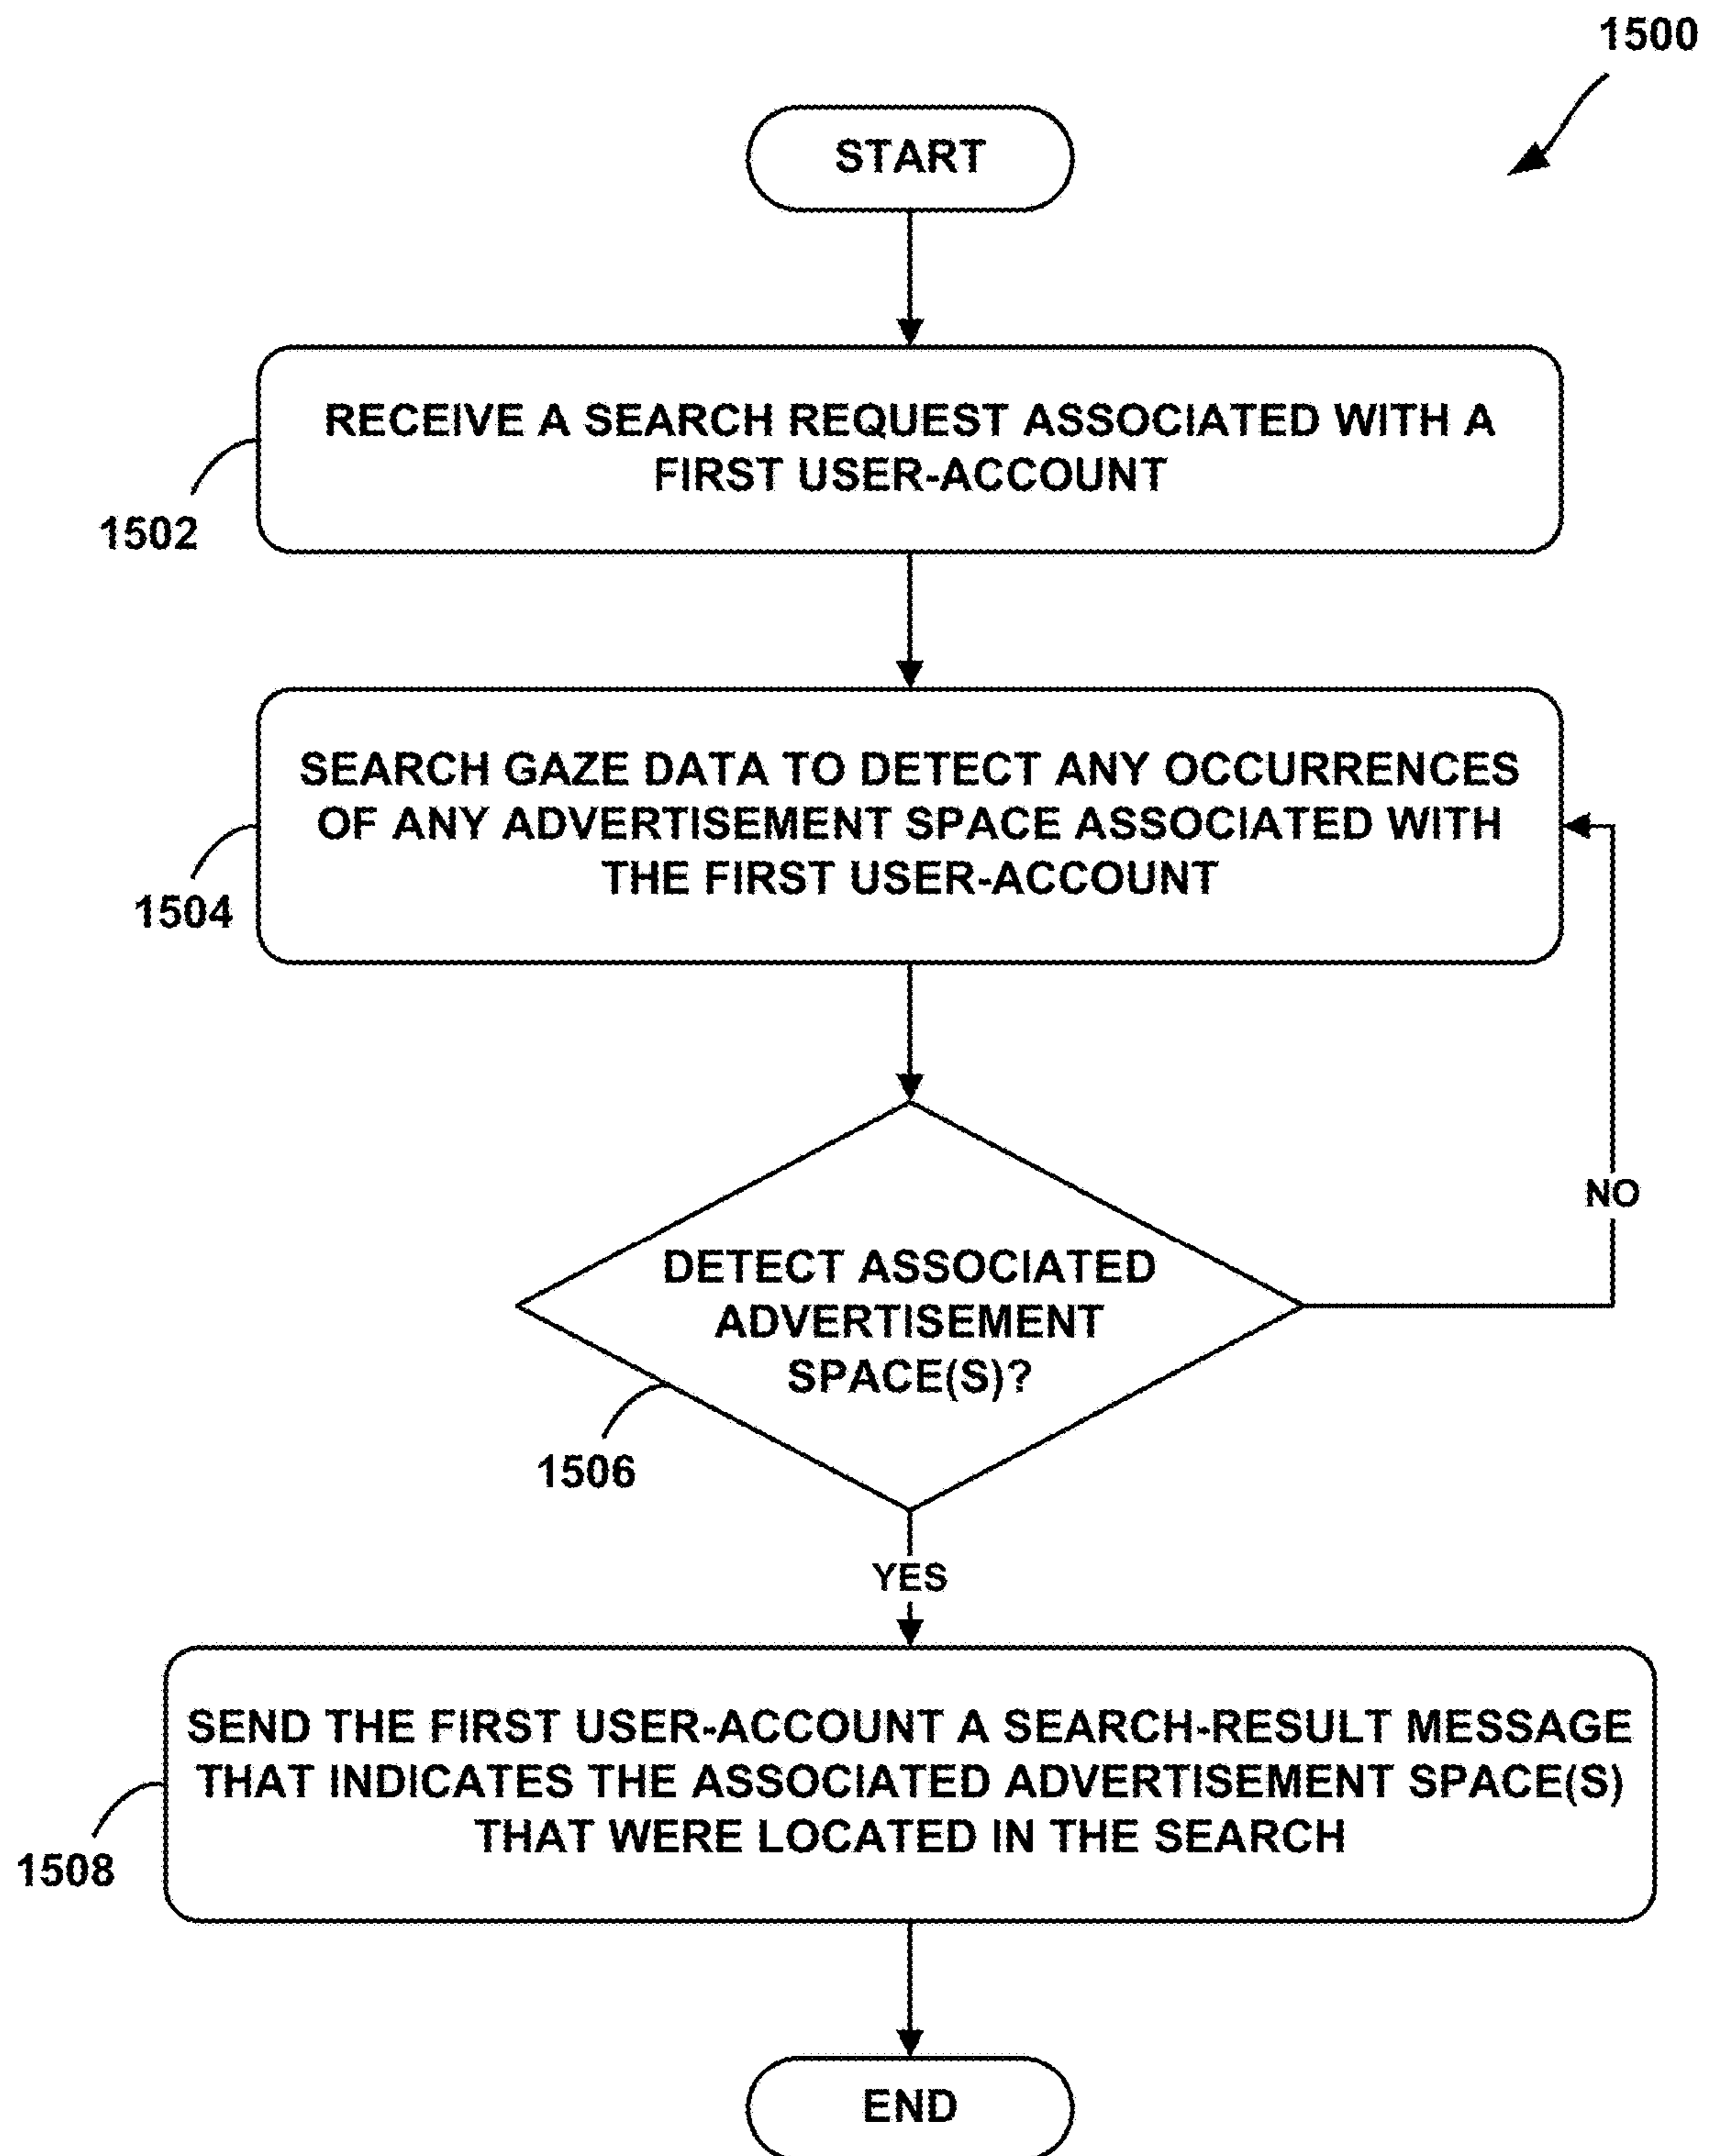 1500
START
RECEIVE A SEARCH REQUEST ASSOCIATED WITH A
FIRST USER-ACCOUNT
1502
SEARCH GAZE DATA TO DETECT ANY OCCURRENCES
OF ANY ADVERTISEMENT SPACE ASSOCIATED WITH
THE FIRST USER-ACCOUNT
1504
DETECT ASSOCIATED
ADVERTISEMENT
SPACE(S)?
NO
1506
YES
SEND THE FIRST USER-ACCOUNT A SEARCH-RESULT MESSAGE
THAT INDICATES THE ASSOCIATED ADVERTISEMENT SPACE(S)
THAT WERE LOCATED IN THE SEARCH
1508
END